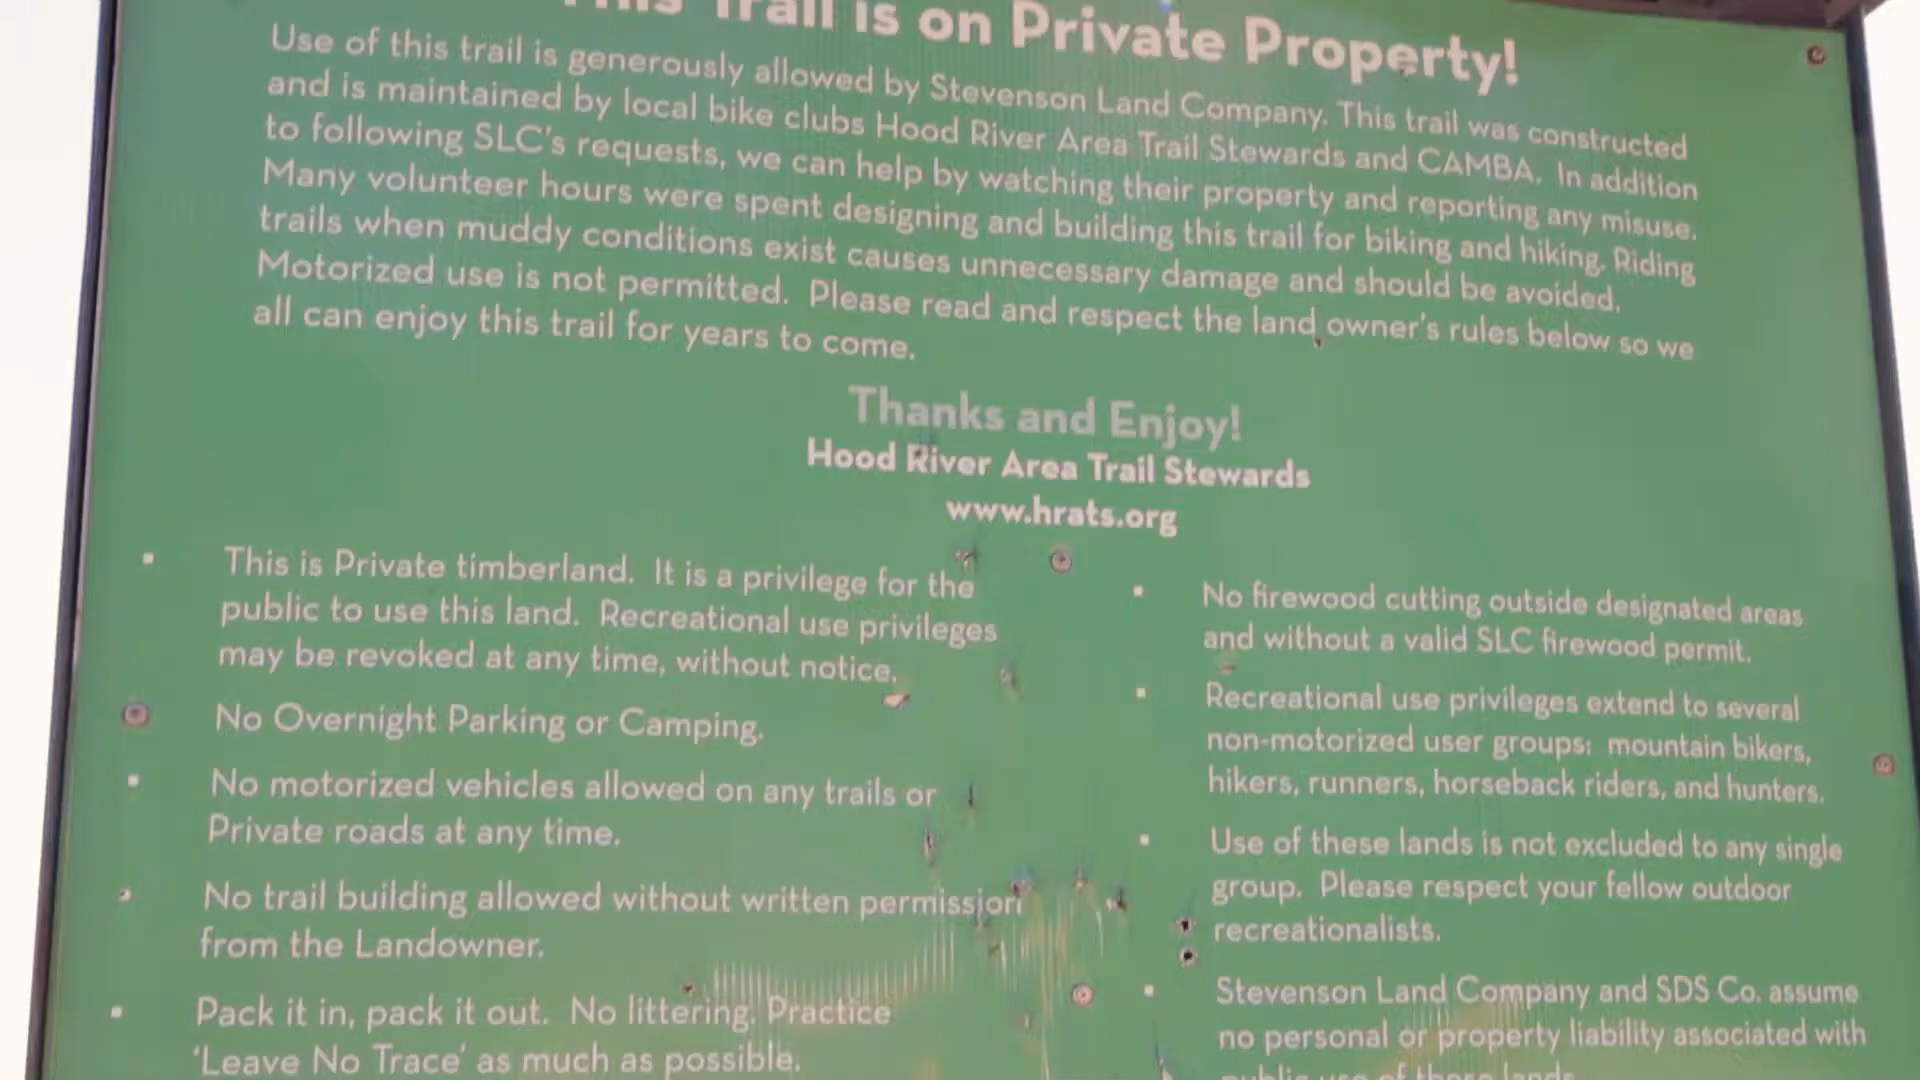 This Trail is on Private Property!
Use of this trail is generously allowed by Stevenson Land Company. This trail was constructed
and is maintained by local bike clubs Hood River Area Trail Stewards and CAMBA. In addition
to following SLC's requests, we can help by watching their property and reporting any misuse.
Many volunteer hours were spent designing and building this trail for biking and hiking. Riding
trails when muddy conditions exist causes unnecessary damage and should be avoided.
Motorized use is not permitted. Please read and respect the land owner's rules below so we
all can enjoy this trail for years to come.
Thanks and Enjoy!
Hood River Area Trail Stewards
www.hrats.org
▪ This is Private timberland. It is a privilege for the
public to use this land. Recreational use privileges
may be revoked at any time, without notice.
No Overnight Parking or Camping.
▪ No motorized vehicles allowed on any trails or
Private roads at any time.
▪ No trail building allowed without written permission
from the Landowner.
▪ Pack it in, pack it out. No littering. Practice
'Leave No Trace' as much as possible.
▪ No firewood cutting outside designated areas
and without a valid SLC firewood permit.
▪ Recreational use privileges extend to several
non-motorized user groups: mountain bikers,
hikers, runners, horseback riders, and hunters.
▪ Use of these lands is not excluded to any single
group. Please respect your fellow outdoor
recreationalists.
▪ Stevenson Land Company and SDS Co. assume
no personal or property liability associated with
public use of these lands.